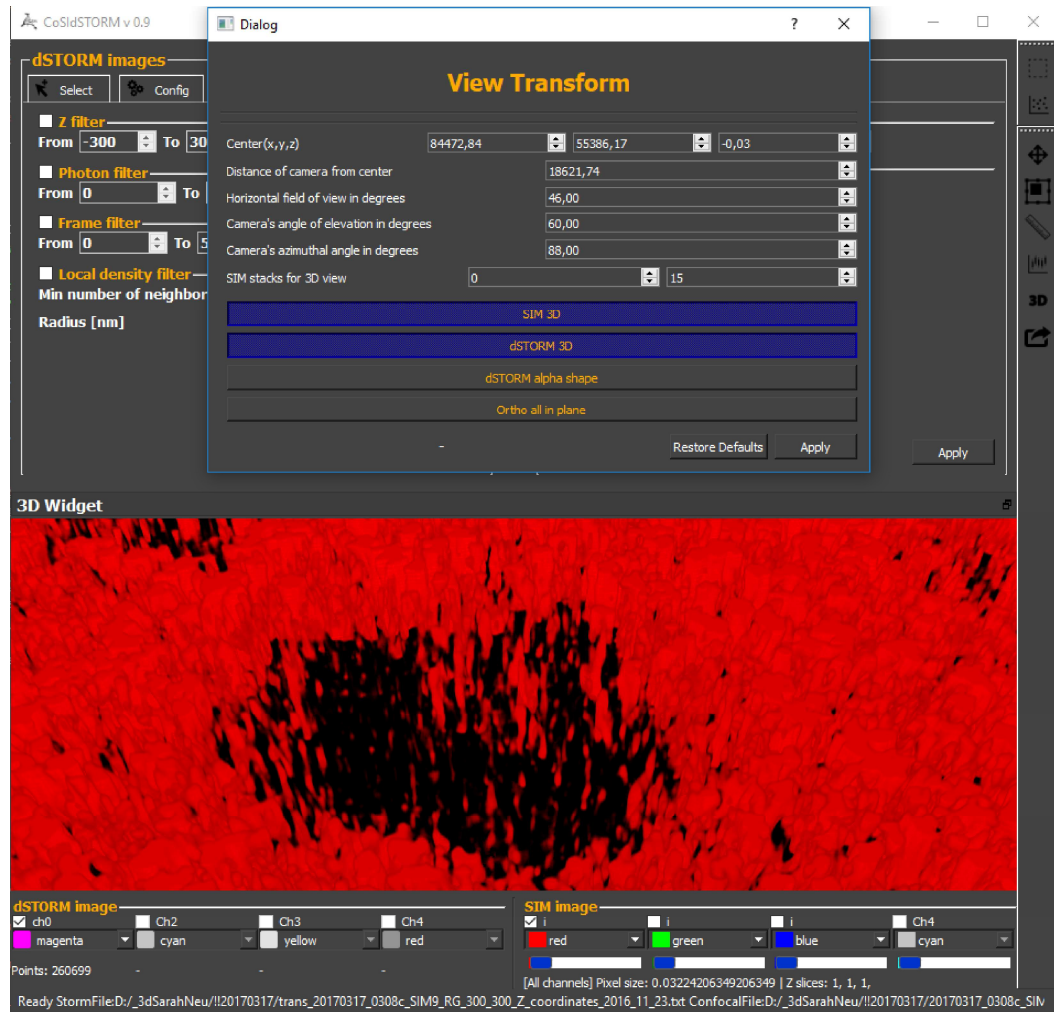 CoSIdSTORM v 0.9
Dialog
?
dSTORM images
Select
Config
View Transform
Z filter
From -300 To 30
Center(x,y,z) 84472,84 55386,17 -0,03
Photon filter
Distance of camera from center 18621,74
From 0 To
Horizontal field of view in degrees 46,00
Frame filter
Camera's angle of elevation in degrees 60,00
From 0 To 5
Camera's azimuthal angle in degrees 88,00
Local density filter
SIM stacks for 3D view 0 15
Min number of neighbor
Radius [nm]
SIM 3D
dSTORM 3D
dSTORM alpha shape
Ortho all in plane
-
Restore Defaults
Apply
Apply
3D
3D Widget
dSTORM image
ch0 Ch2 Ch3 Ch4
magenta cyan yellow red
Points: 260699 - - -
SIM image
i i i Ch4
red green blue cyan
[All channels] Pixel size: 0.0322420634920634​9 | Z slices: 1, 1, 1,
Ready StormFile:D:/_3dSarahNeu/!!20170317/trans_20170317_0308c_SIM9_RG_300_300_Z_coordinates_2016_11_23.txt ConfocalFile:D:/_3dSarahNeu/!!20170317/20170317_0308c_SIM